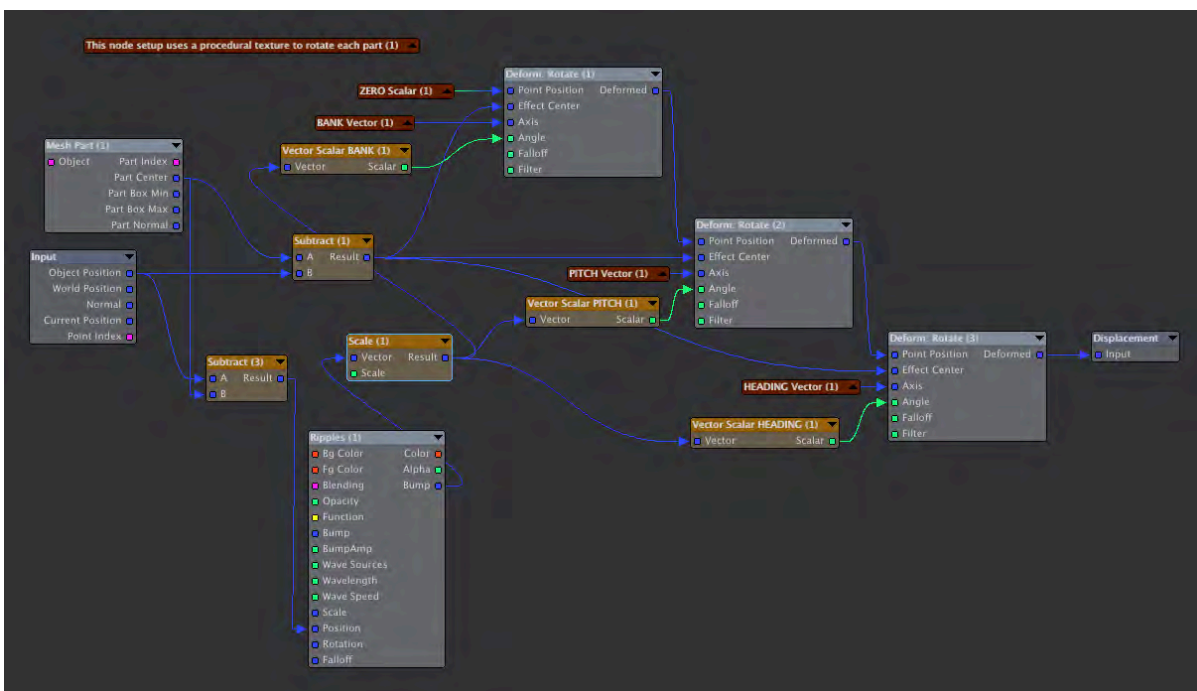 This node setup uses a procedural texture to rotate each part (1)
Deform: Rotate (1)
Point Position Deformed
Effect Center
Axis
Angle
Falloff
Filter
ZERO Scalar (1)
BANK Vector (1)
Vector Scalar BANK (1)
Vector Scalar
Mesh Part (1)
Object Part Index
Part Center
Part Box Min
Part Box Max
Part Normal
Subtract (1)
A Result
B
Input
Object Position
World Position
Normal
Current Position
Point Index
Deform: Rotate (2)
Point Position Deformed
Effect Center
Axis
Angle
Falloff
Filter
PITCH Vector (1)
Vector Scalar PITCH (1)
Vector Scalar
Scale (1)
Vector Result
Scale
Subtract (3)
A Result
B
Deform: Rotate (3)
Point Position Deformed
Effect Center
Axis
Angle
Falloff
Filter
Displacement
Input
HEADING Vector (1)
Vector Scalar HEADING (1)
Vector Scalar
Ripples (1)
Bg Color Color
Fg Color Alpha
Blending Bump
Opacity
Function
Bump
BumpAmp
Wave Sources
Wavelength
Wave Speed
Scale
Position
Rotation
Falloff